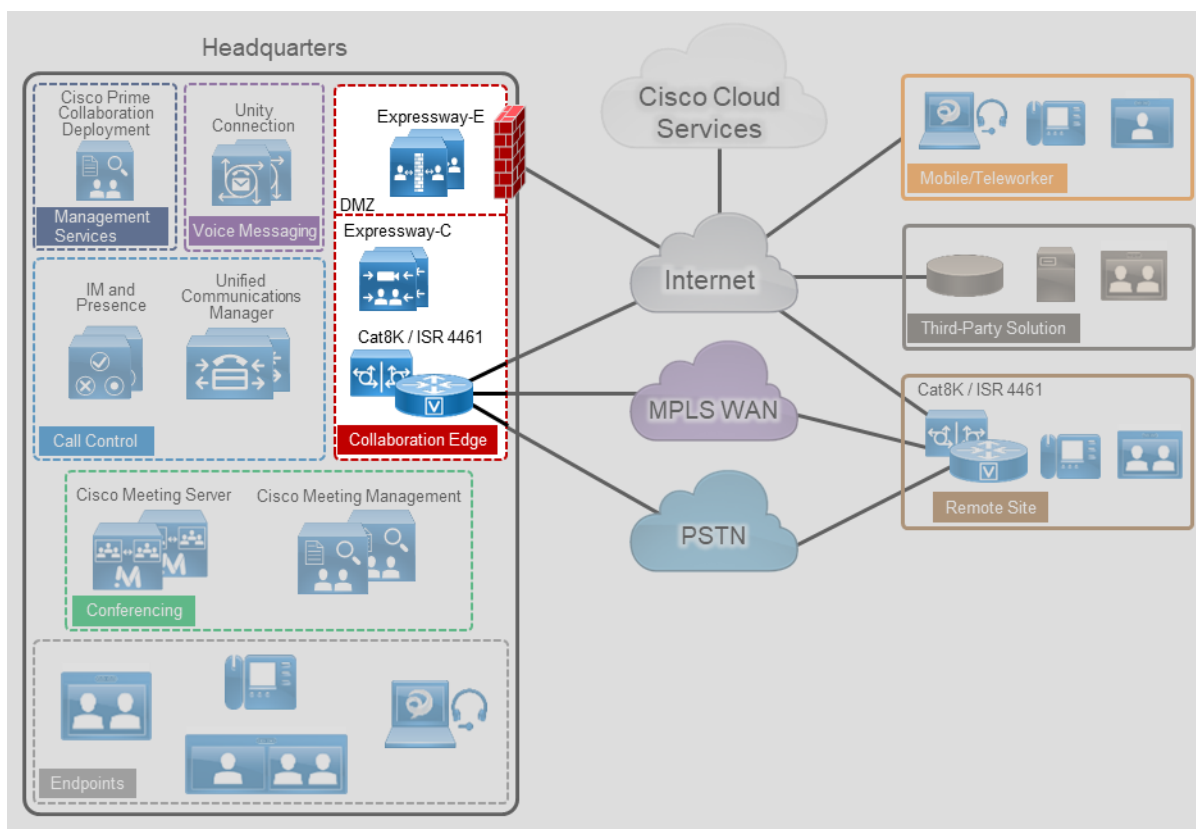 Headquarters
Cisco Prime
Collaboration
Deployment
Management
Services
Unity
Connection
Voice Messaging
Expressway-E
DMZ
Expressway-C
Cat8K / ISR 4461
V
Collaboration Edge
IM and
Presence
Unified
Communications
Manager
Call Control
Cisco Meeting Server
Cisco Meeting Management
Conferencing
Endpoints
Cisco Cloud
Services
Internet
MPLS WAN
PSTN
Mobile/Teleworker
Third-Party Solution
Cat8K / ISR 4461
V
Remote Site